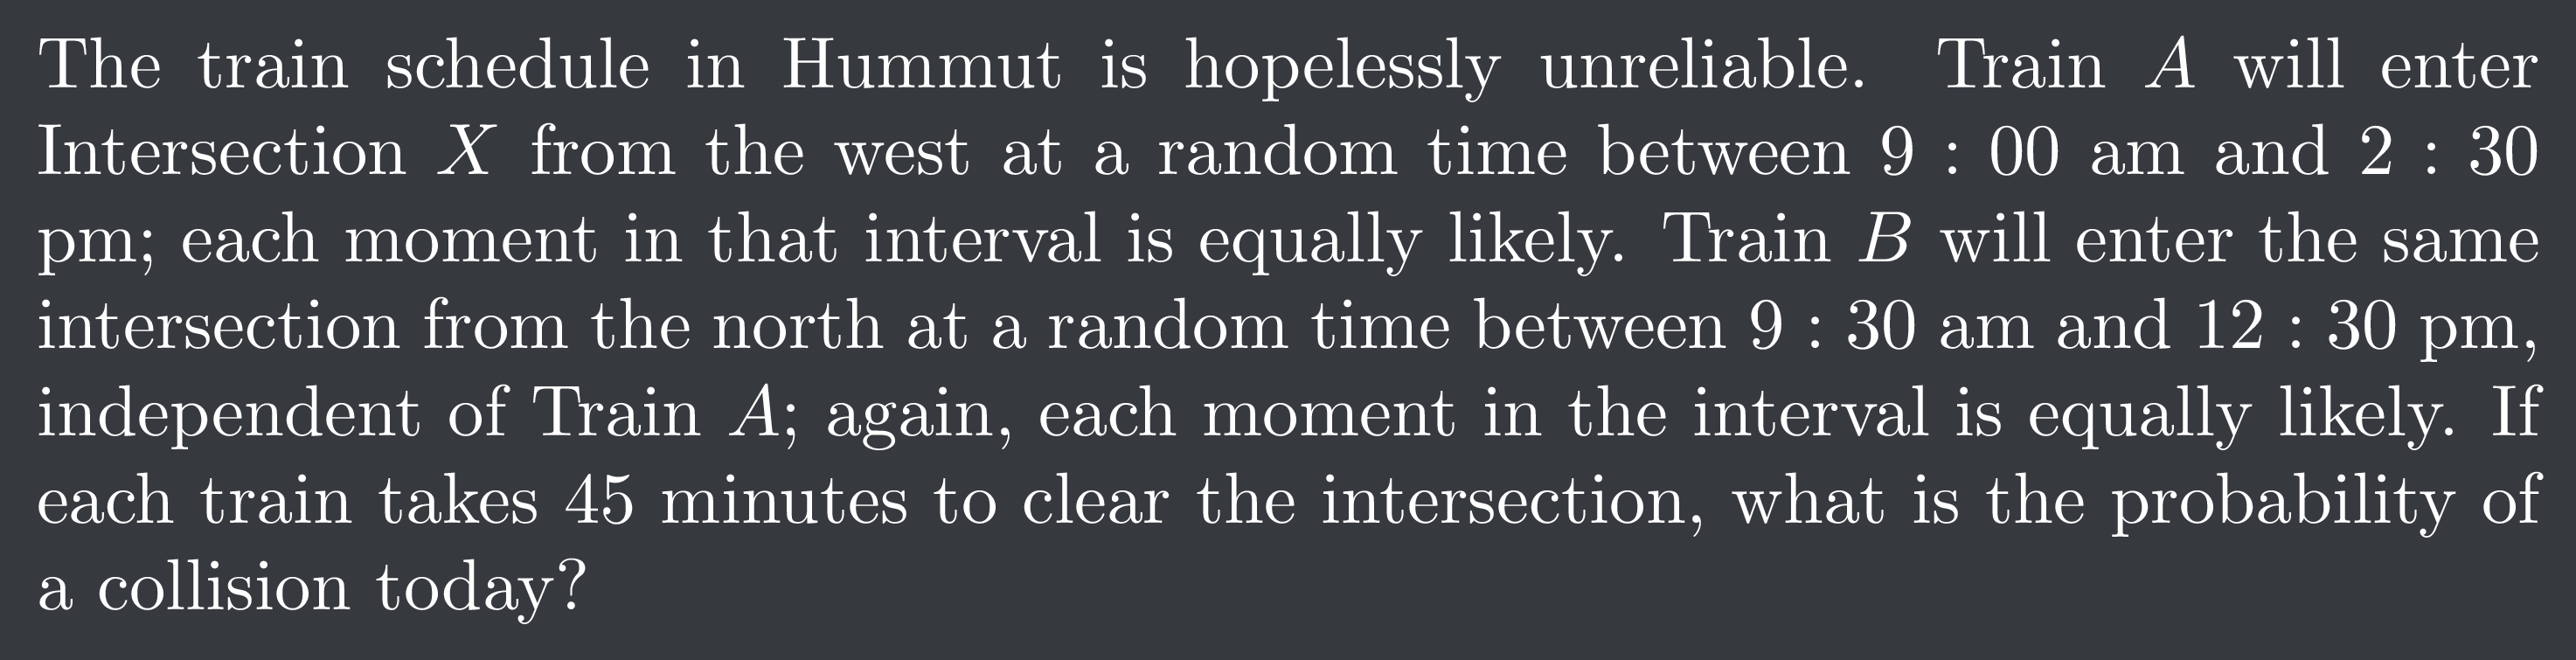 The train schedule in Hummut is hopelessly unreliable. Train A will enter
Intersection X from the west at a random time between 9 : 00 am and 2 : 30
pm; each moment in that interval is equally likely. Train B will enter the same
intersection from the north at a random time between 9 : 30 am and 12 : 30 pm,
independent of Train A; again, each moment in the interval is equally likely. If
each train takes 45 minutes to clear the intersection, what is the probability of
a collision today?